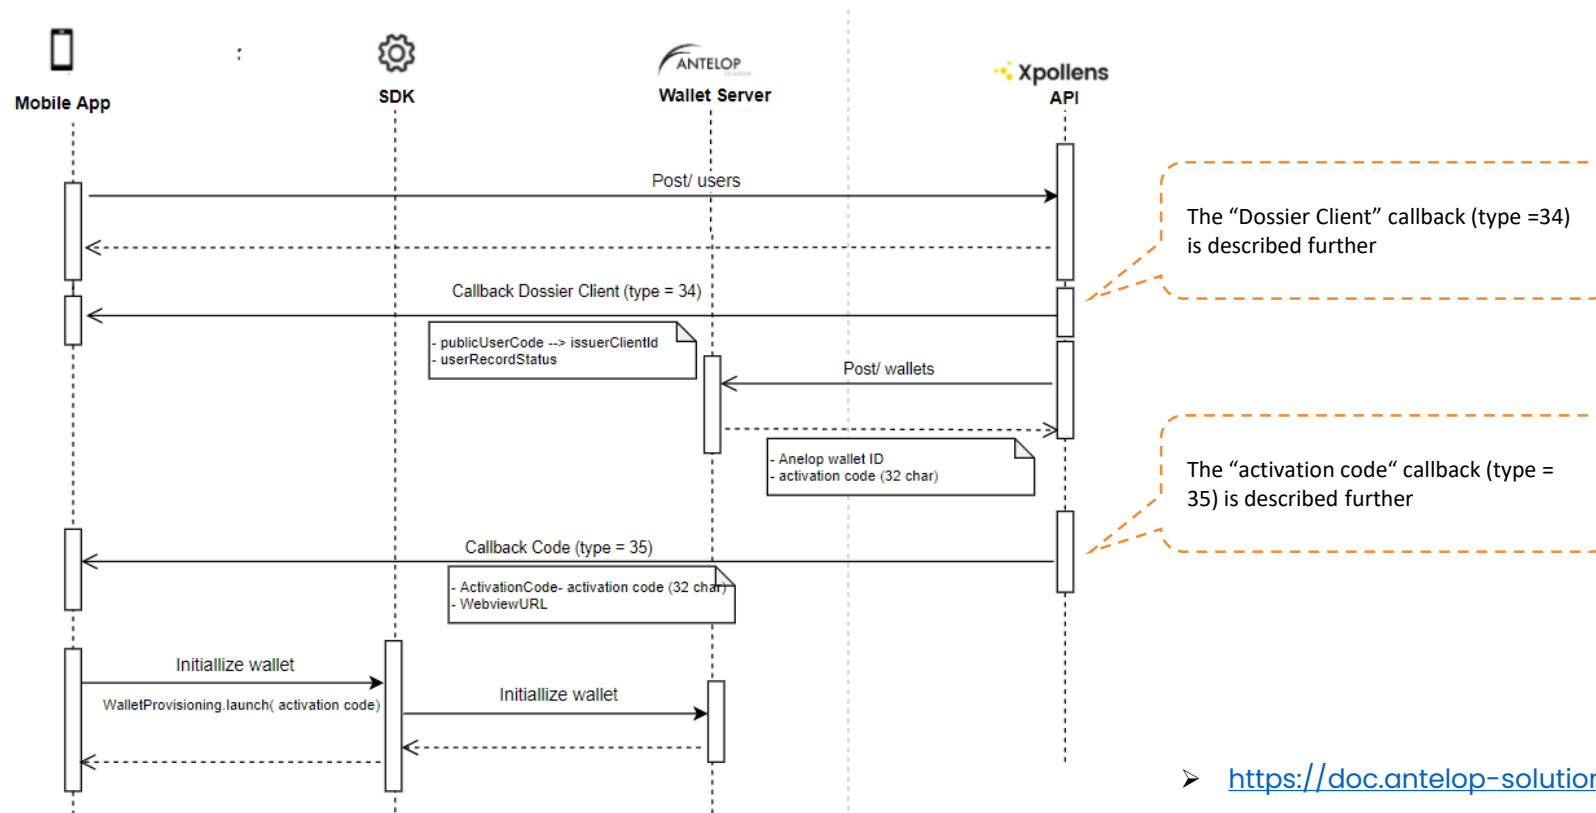 :
ANTELOP
Xpollens
Mobile App
SDK
Wallet Server
API
Post/ users
The “Dossier Client” callback (type =34)
is described further
Callback Dossier Client (type = 34)
- publicUserCode --> issuerClientId
- userRecordStatus
Post/ wallets
- Anelop wallet ID
- activation code (32 char)
The “activation code“ callback (type =
35) is described further
Callback Code (type = 35)
- ActivationCode- activation code (32 char)
- WebviewURL
Initiallize wallet
WalletProvisioning.launch( activation code)
Initiallize wallet
➢ https://doc.antelop-solution